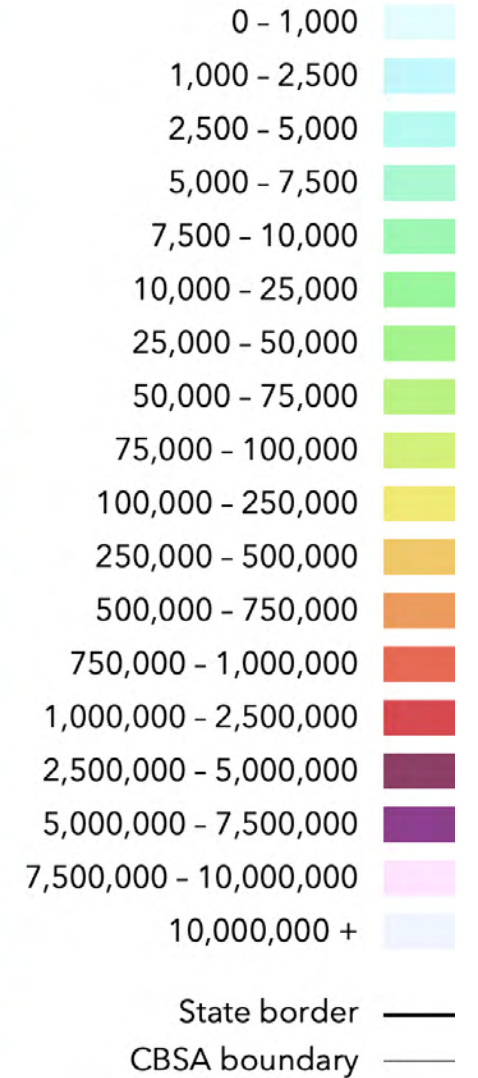 0 – 1,000
1,000 – 2,500
2,500 – 5,000
5,000 – 7,500
7,500 – 10,000
10,000 – 25,000
25,000 – 50,000
50,000 – 75,000
75,000 – 100,000
100,000 – 250,000
250,000 – 500,000
500,000 – 750,000
750,000 – 1,000,000
1,000,000 – 2,500,000
2,500,000 – 5,000,000
5,000,000 – 7,500,000
7,500,000 – 10,000,000
10,000,000 +
State border
CBSA boundary